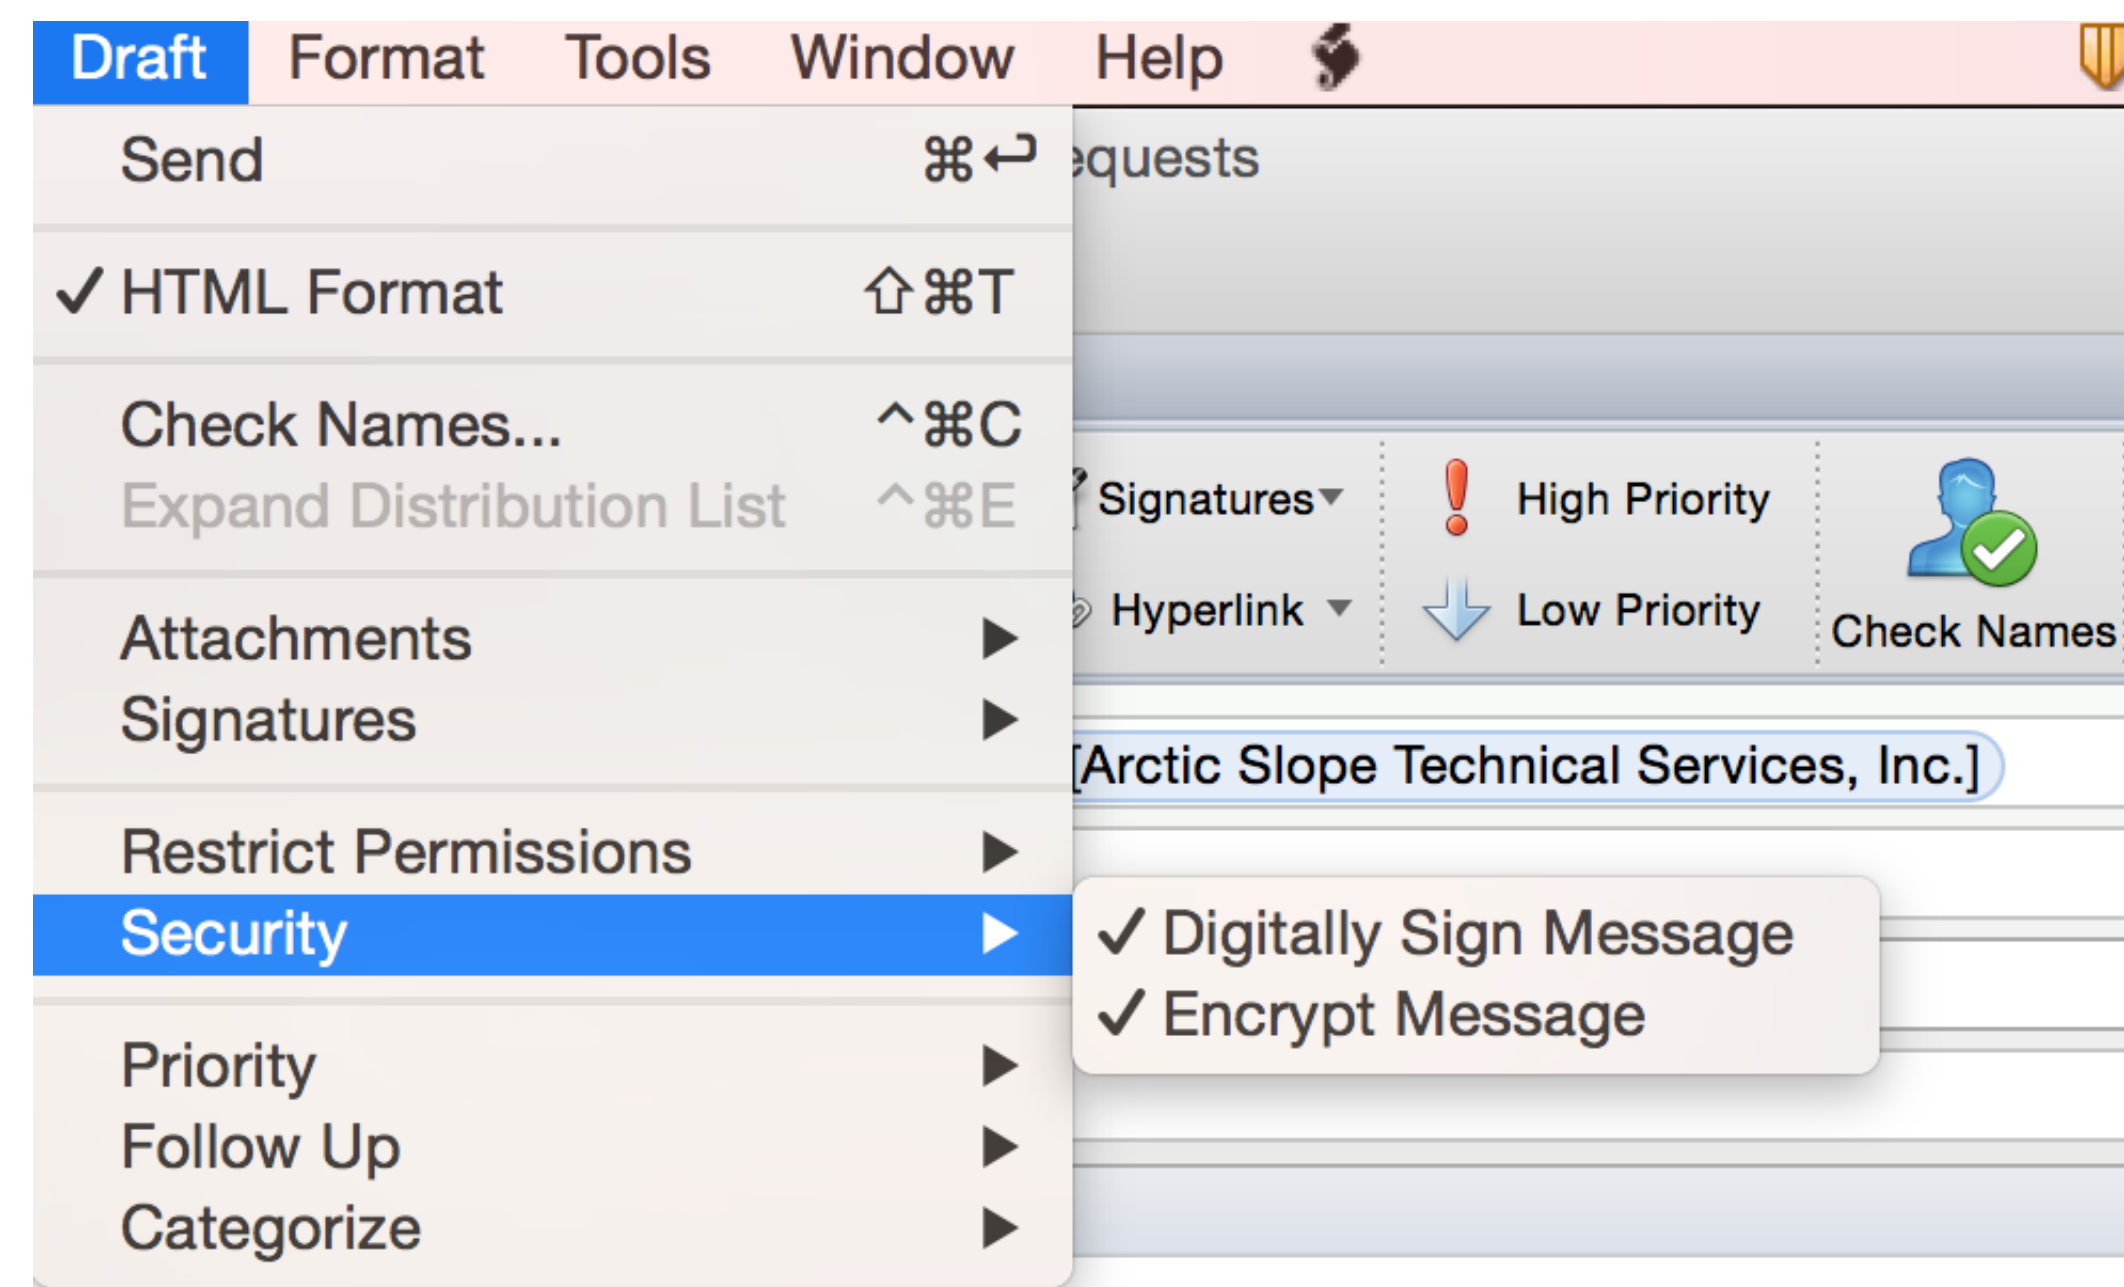 Draft Format Tools Window Help
Send ⌘↩
✓ HTML Format ⇧⌘T
Check Names... ^⌘C
Expand Distribution List ^⌘E
Attachments ▶
Signatures ▶
Restrict Permissions ▶
Security ▶
Priority ▶
Follow Up ▶
Categorize ▶
✓ Digitally Sign Message
✓ Encrypt Message
equests
Signatures
High Priority
Hyperlink
Low Priority
Check Names
[Arctic Slope Technical Services, Inc.]